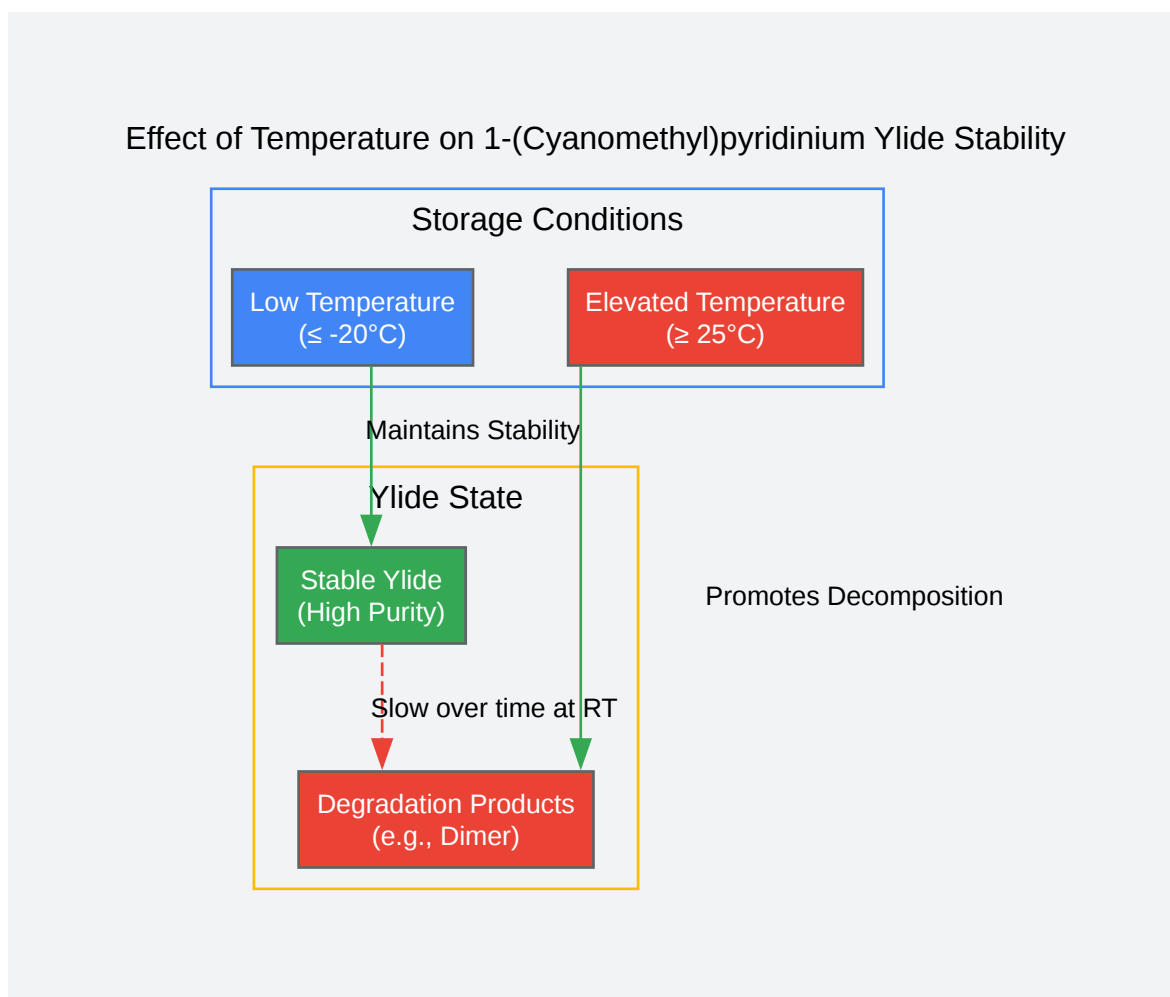 Effect of Temperature on 1-(Cyanomethyl)pyridinium Ylide Stability
Storage Conditions
Low Temperature
(≤ -20°C)
Elevated Temperature
(≥ 25°C)
Maintains Stability
Ylide State
Stable Ylide
(High Purity)
Promotes Decomposition
Slow over time at RT
Degradation Products
(e.g., Dimer)